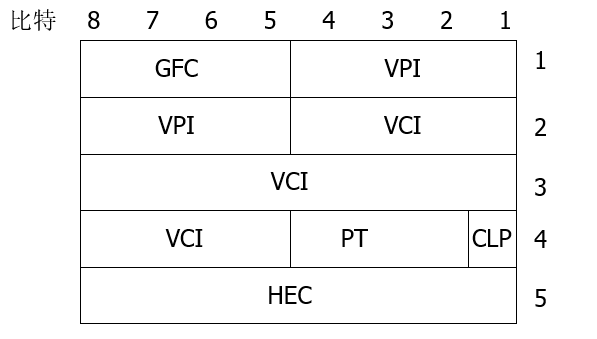 比特 8 7 6 5 4 3 2 1
GFC VPI 1
VPI VCI 2
VCI 3
VCI PT CLP 4
HEC 5